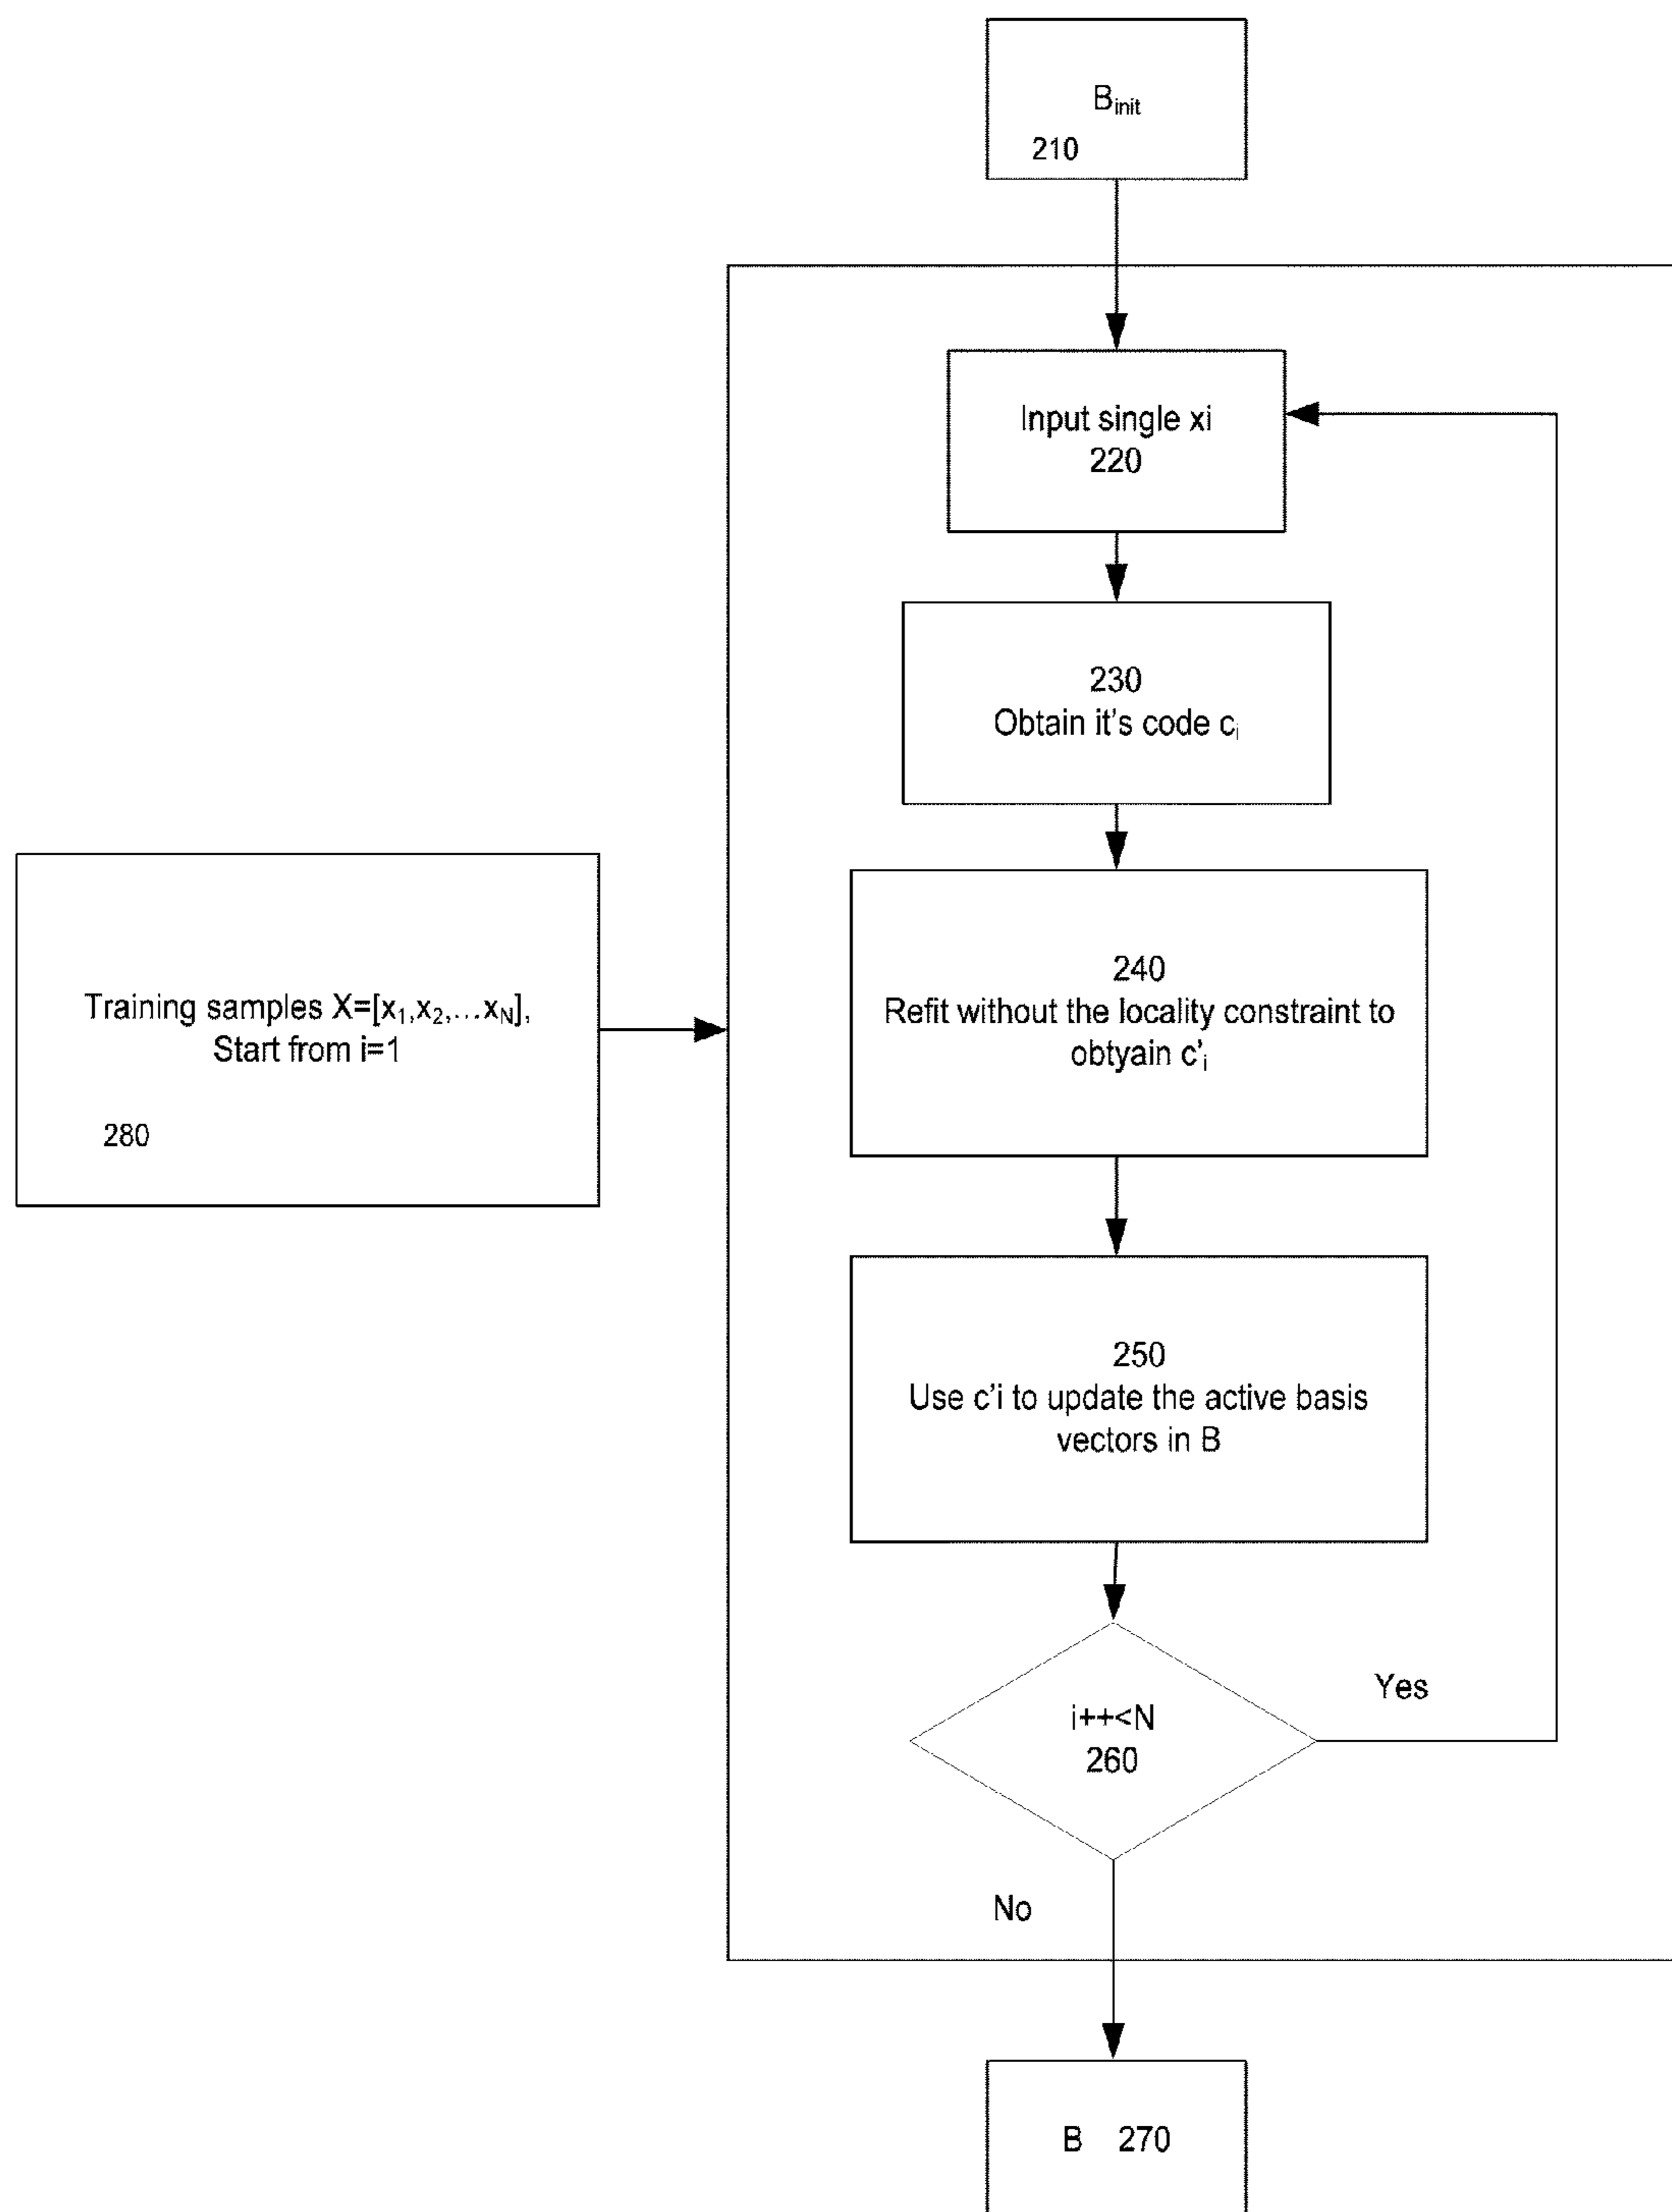 B_init
210
Input single xi
220
230
Obtain it's code c_i
240
Refit without the locality constraint to
obtyain c'_i
Training samples X=[x_1,x_2,...x_N],
Start from i=1
280
250
Use c'i to update the active basis
vectors in B
i++<N
260
Yes
No
B 270